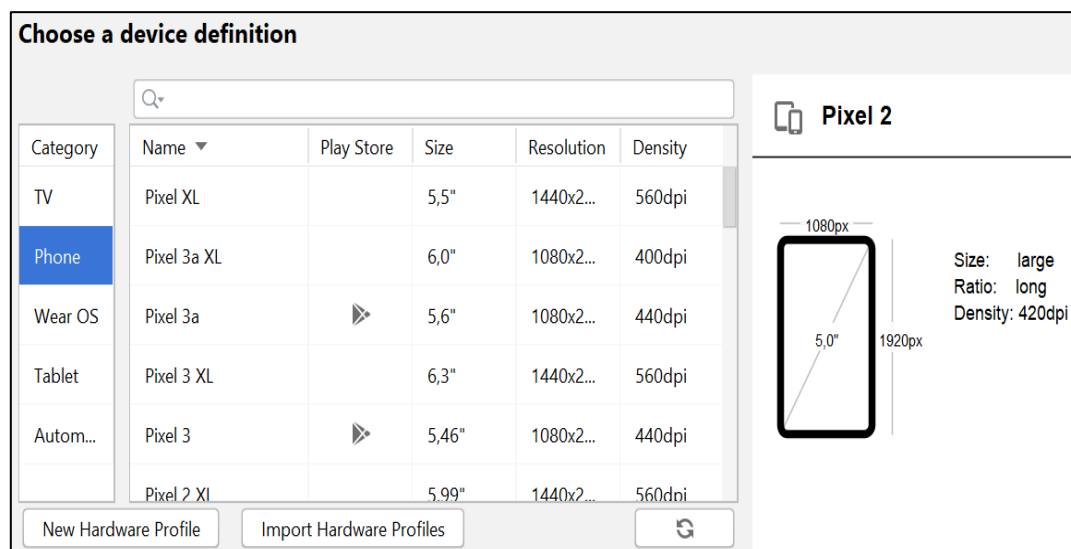 Choose a device definition
Category
TV
Phone
Wear OS
Tablet
Autom...
Name Play Store Size Resolution Density
Pixel XL 5,5" 1440x2... 560dpi
Pixel 3a XL 6,0" 1080x2... 400dpi
Pixel 3a 5,6" 1080x2... 440dpi
Pixel 3 XL 6,3" 1440x2... 560dpi
Pixel 3 5,46" 1080x2... 440dpi
Pixel 2 XL 5.99" 1440x2... 560dpi
New Hardware Profile Import Hardware Profiles
Pixel 2
1080px
5,0"
1920px
Size: large
Ratio: long
Density: 420dpi